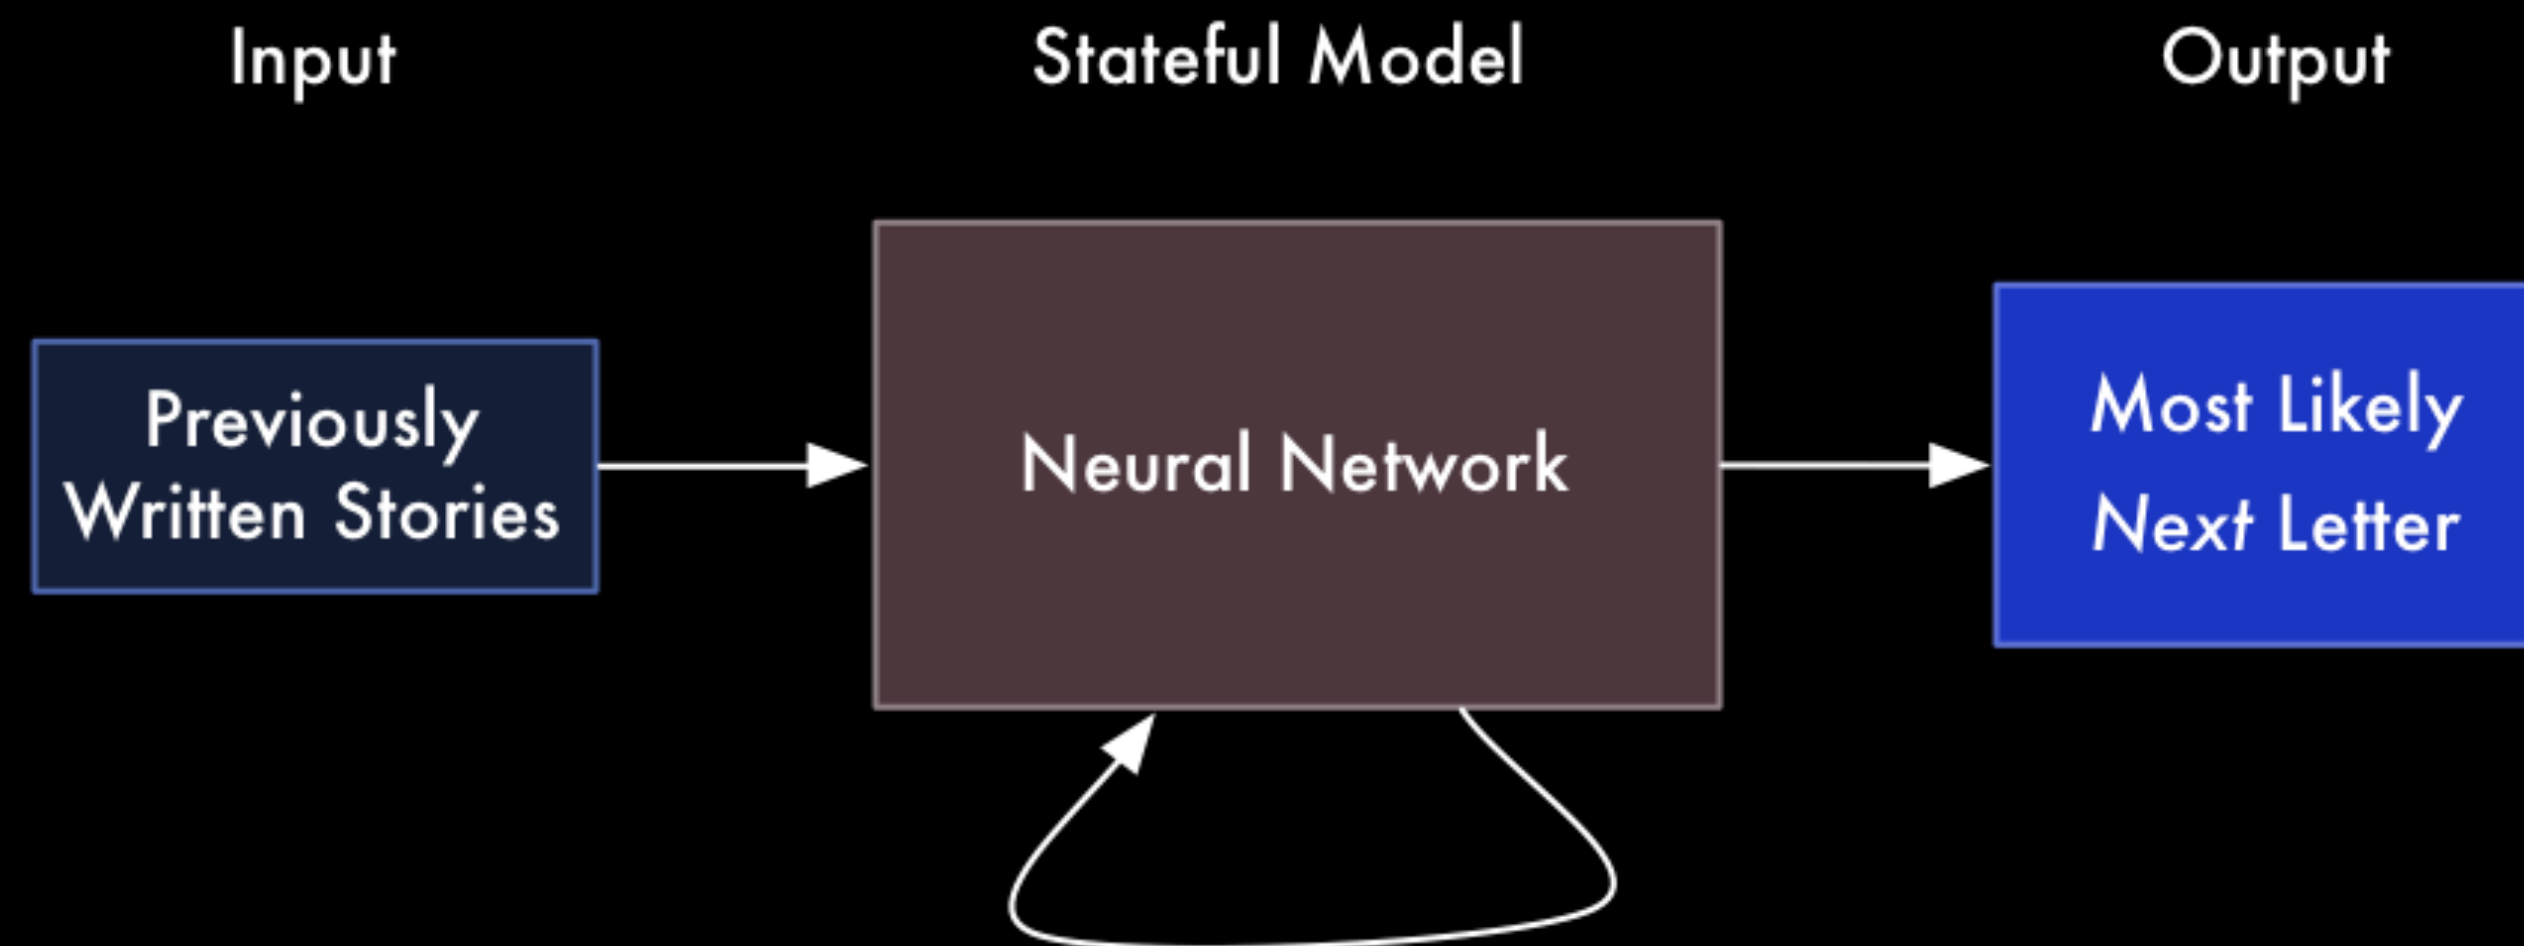 Input
Stateful Model
Output
Previously
Written Stories
Neural Network
Most Likely
Next Letter